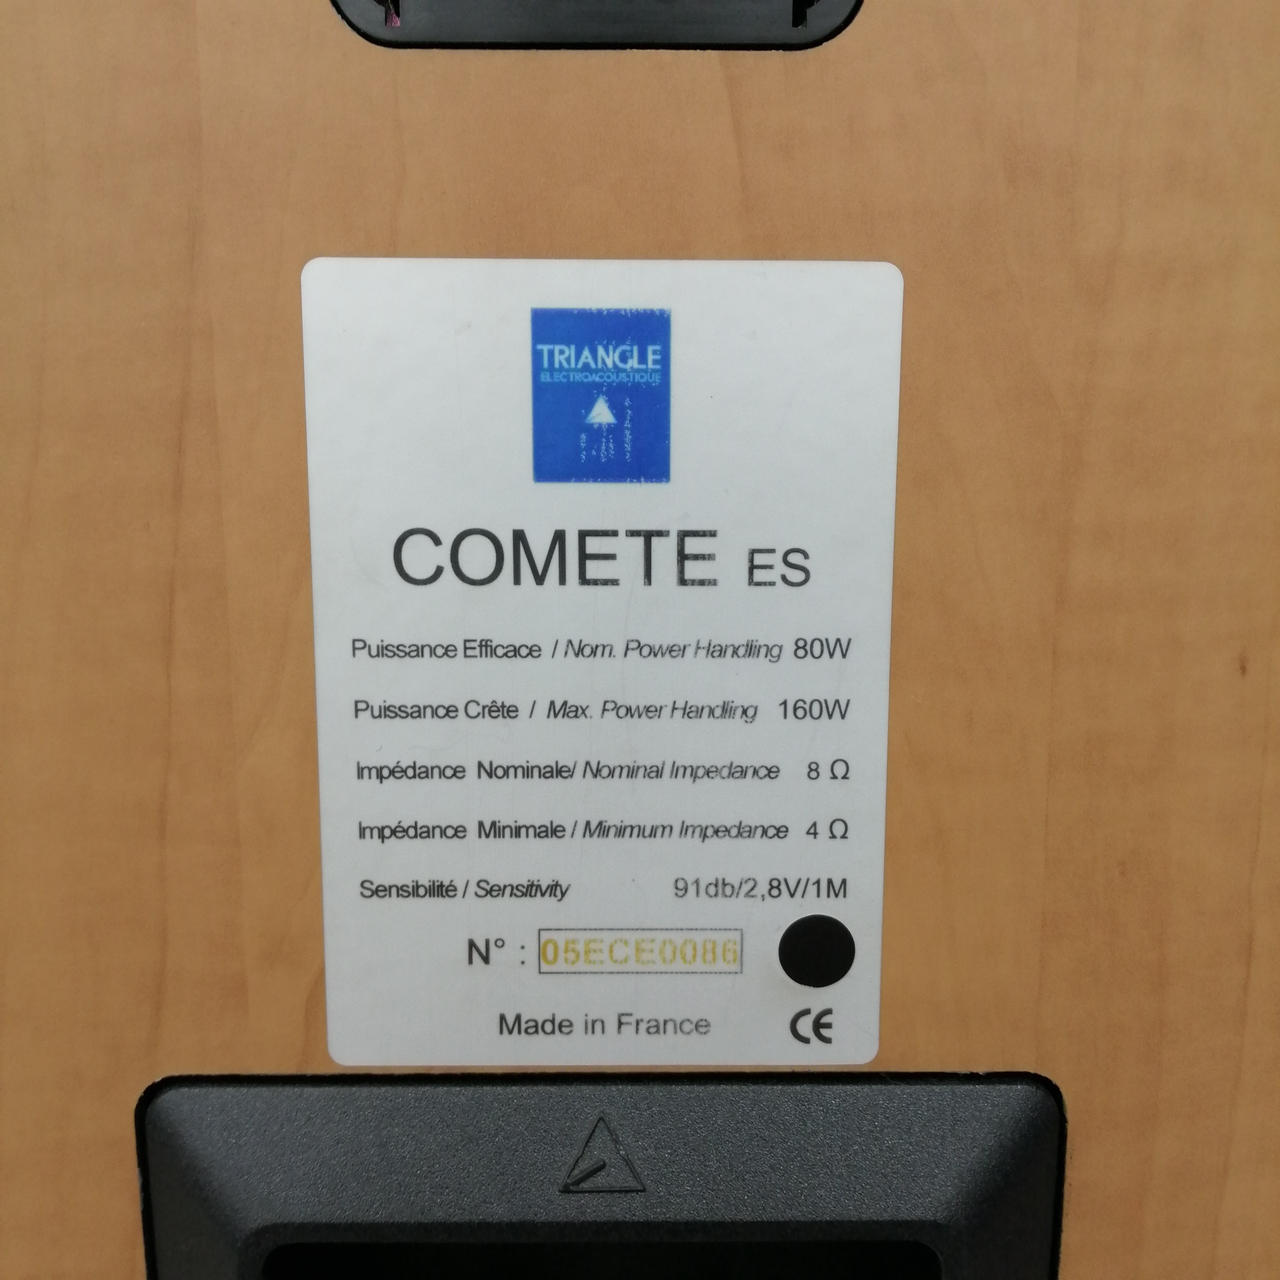 TRIANGLE
ELECTROACOUSTIQUE
COMETE ES
Puissance Efficace / Nom. Power Handling 80W
Puissance Crête / Max. Power Handling 160W
Impédance Nominale/ Nominal Impedance 8 Ω
Impédance Minimale / Minimum Impedance 4 Ω
Sensibilité / Sensitivity 91db/2,8V/1M
N° : 05ECE0086
Made in France CE